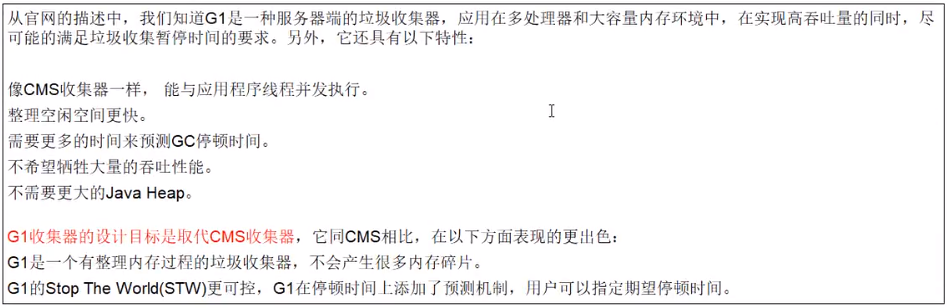 从官网的描述中，我们知道G1是一种服务器端的垃圾收集器，应用在多处理器和大容量内存环境中，在实现高吞吐量的同时，尽
可能的满足垃圾收集暂停时间的要求。另外，它还具有以下特性：
像CMS收集器一样， 能与应用程序线程并发执行。
整理空闲空间更快。
需要更多的时间来预测GC停顿时间。
不希望牺牲大量的吞吐性能。
不需要更大的Java Heap。
G1收集器的设计目标是取代CMS收集器，它同CMS相比，在以下方面表现的更出色：
G1是一个有整理内存过程的垃圾收集器，不会产生很多内存碎片。
G1的Stop The World(STW)更可控，G1在停顿时间上添加了预测机制，用户可以指定期望停顿时间。